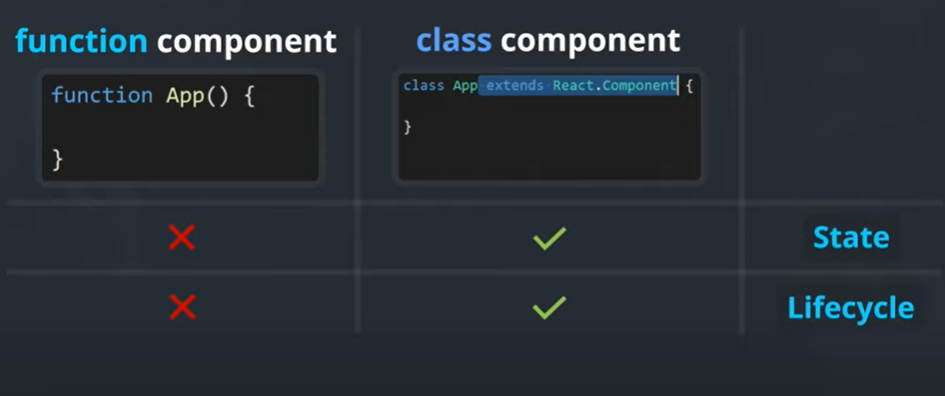 function component
class component
function App() {
}
class App extends React.Component {
}
State
Lifecycle